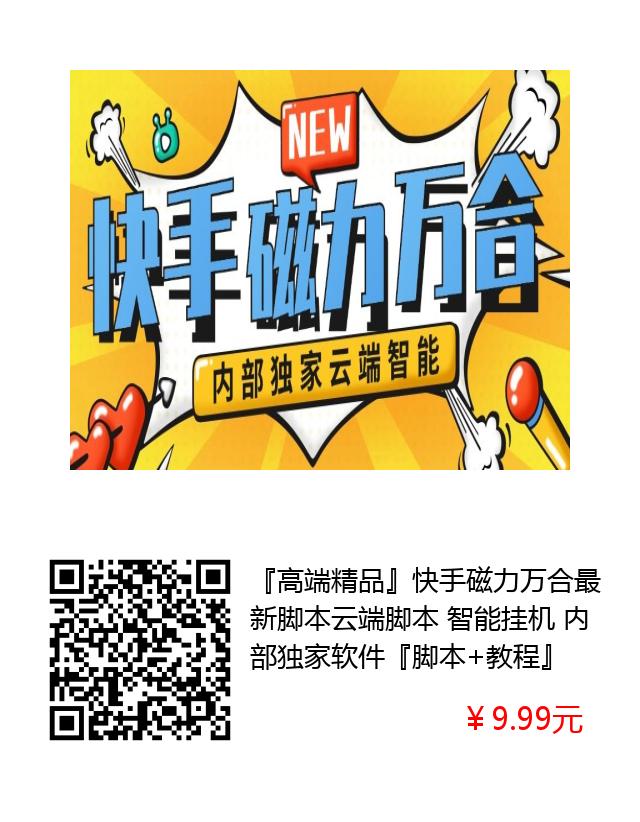 NEW
快手磁力万合
内部独家云端智能
『高端精品』快手磁力万合最
新脚本云端脚本 智能挂机 内
部独家软件『脚本+教程』
¥9.99元